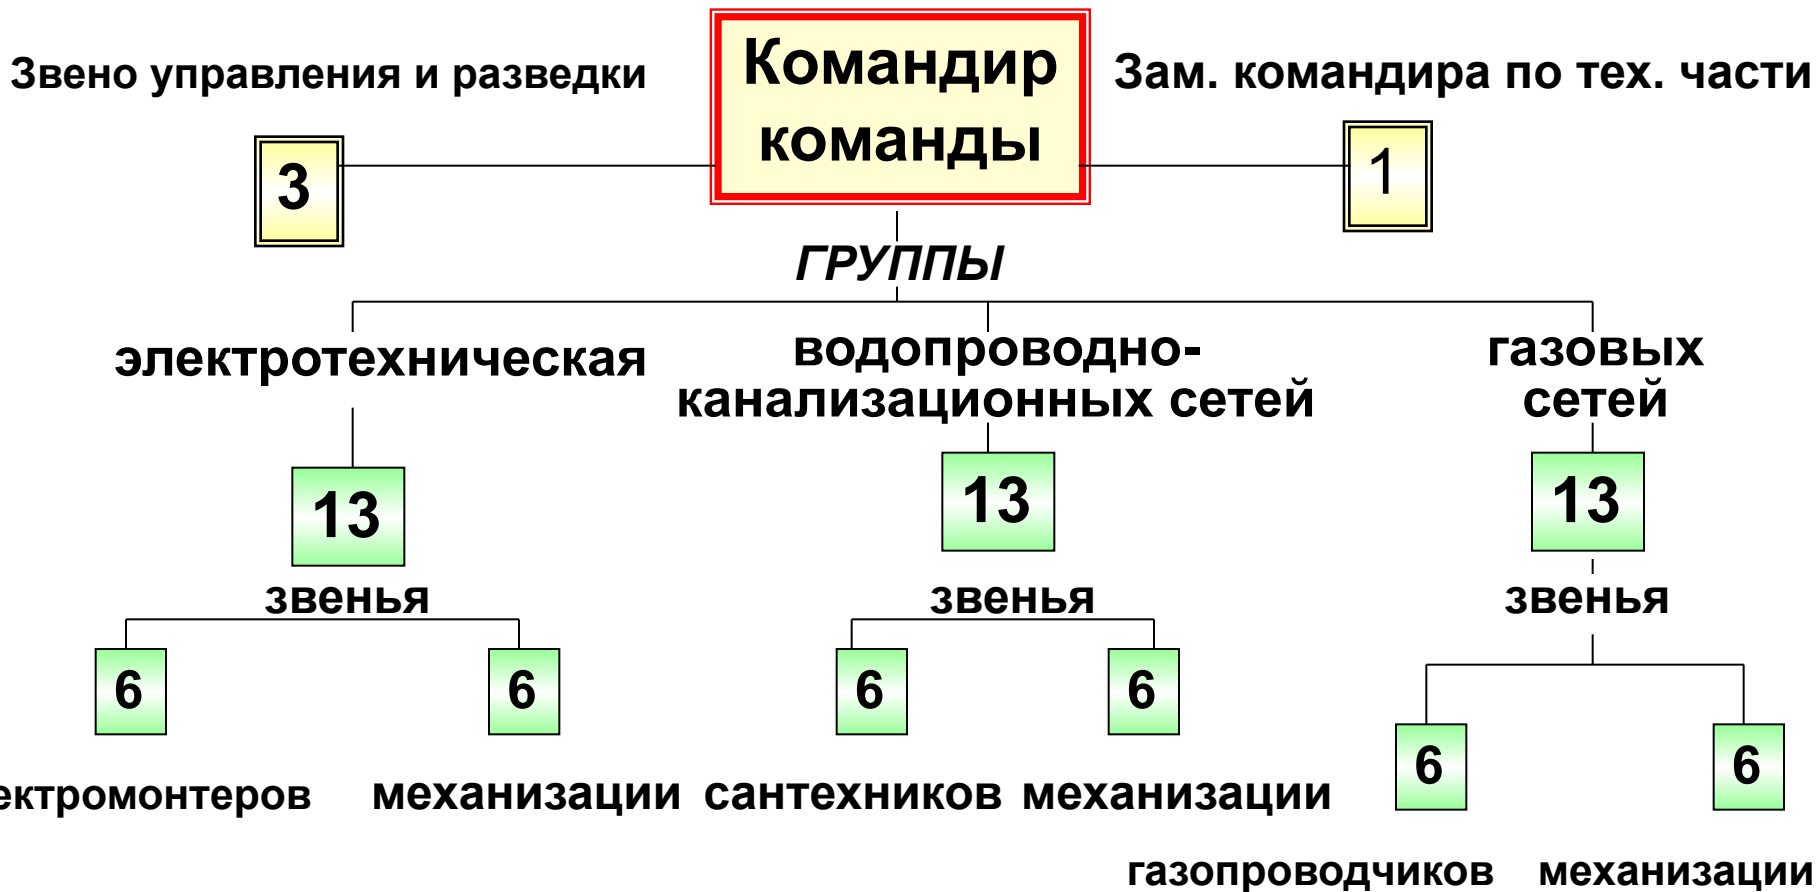 Звено управления и разведки
Командир
команды
Зам. командира по тех. части
3
1
ГРУППЫ
электротехническая
водопроводно-
канализационных сетей
газовых
сетей
13
13
13
звенья
звенья
звенья
6
6
6
6
6
6
ектромонтеров
механизации
сантехников
механизации
газопроводчиков
механизации